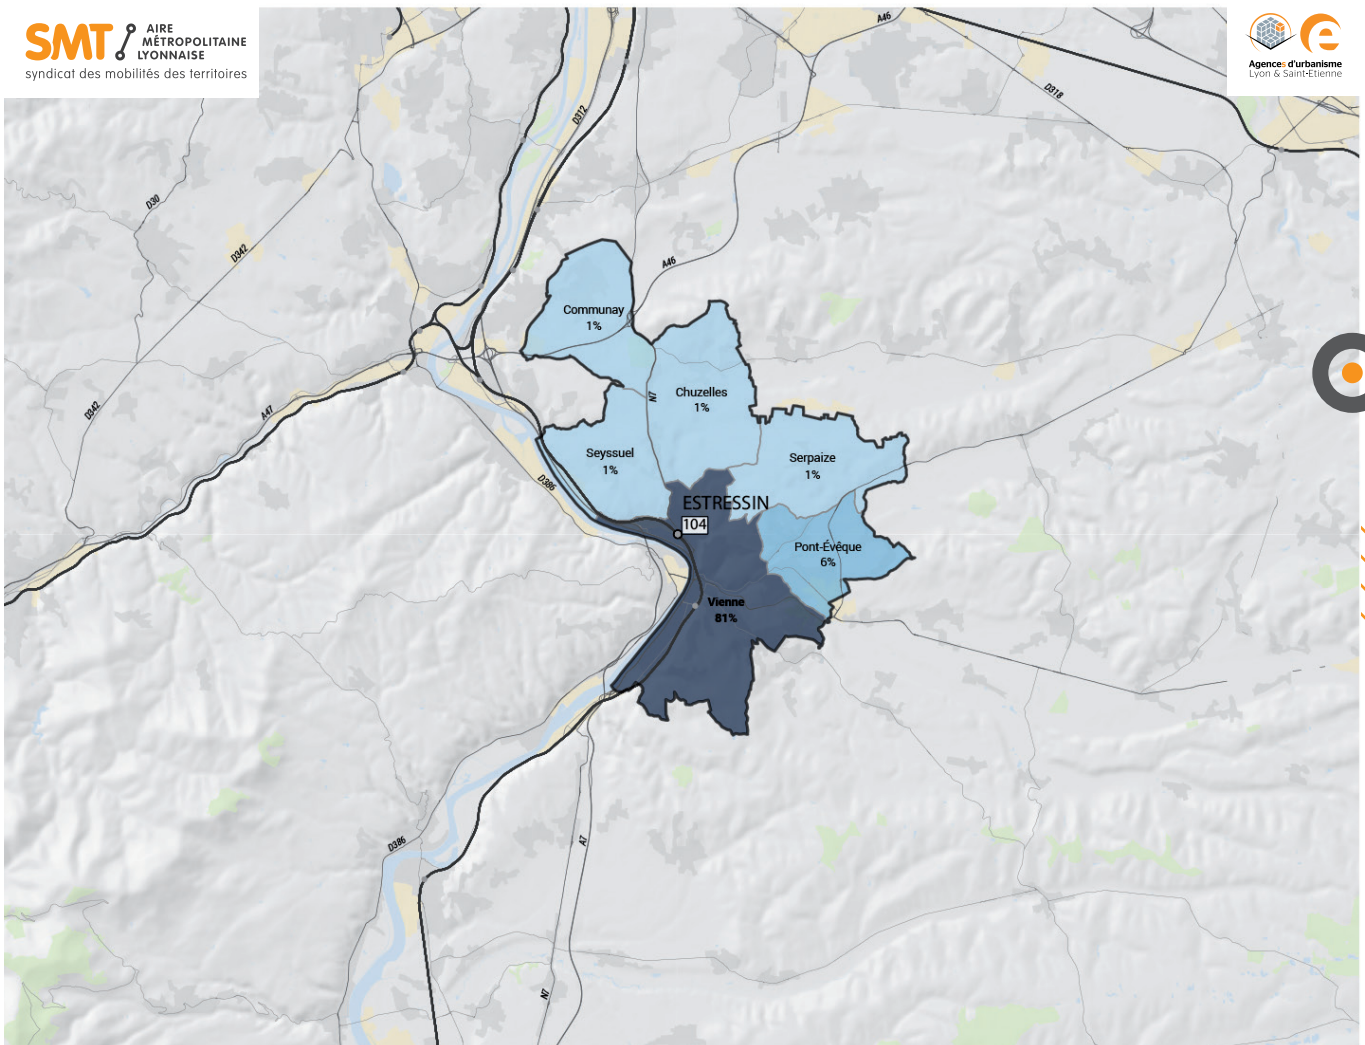 SMT
AIRE
MÉTROPOLITAINE
LYONNAISE
syndicat des mobilités des territoires
Agences d'urbanisme
Lyon & Saint-Etienne
A46
D318
D312
D30
D342
A46
Communay
1%
Chuzelles
1%
N7
D342
A47
Seyssuel
1%
Serpaize
1%
D386
ESTRESSIN
104
Pont-Évêque
6%
Vienne
81%
D386
A7
N7